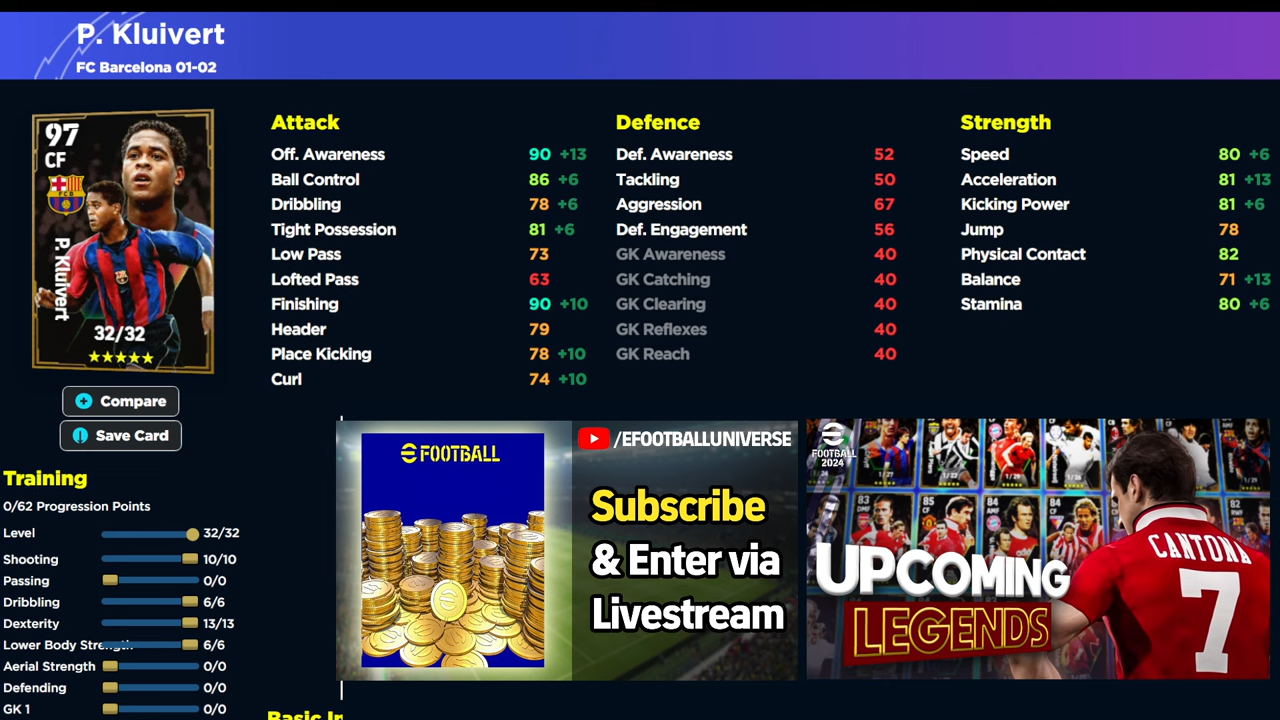 P. Kluivert
FC Barcelona 01-02
97
CF
P. Kluivert
32/32
Compare
Save Card
Training
0/62 Progression Points
Level 32/32
Shooting 10/10
Passing 0/0
Dribbling 6/6
Dexterity 13/13
Lower Body Strength 6/6
Aerial Strength 0/0
Defending 0/0
GK 1 0/0
Attack
Off. Awareness 90 +13
Ball Control 86 +6
Dribbling 78 +6
Tight Possession 81 +6
Low Pass 73
Lofted Pass 63
Finishing 90 +10
Header 79
Place Kicking 78 +10
Curl 74 +10
Defence
Def. Awareness 52
Tackling 50
Aggression 67
Def. Engagement 56
GK Awareness 40
GK Catching 40
GK Clearing 40
GK Reflexes 40
GK Reach 40
Strength
Speed 80 +6
Acceleration 81 +13
Kicking Power 81 +6
Jump 78
Physical Contact 82
Balance 71 +13
Stamina 80 +6
FOOTBALL
/EFOOTBALLUNIVERSE
Subscribe
& Enter via
Livestream
FOOTBALL
2024
UPCOMING
LEGENDS
CANTONA
7
Basic